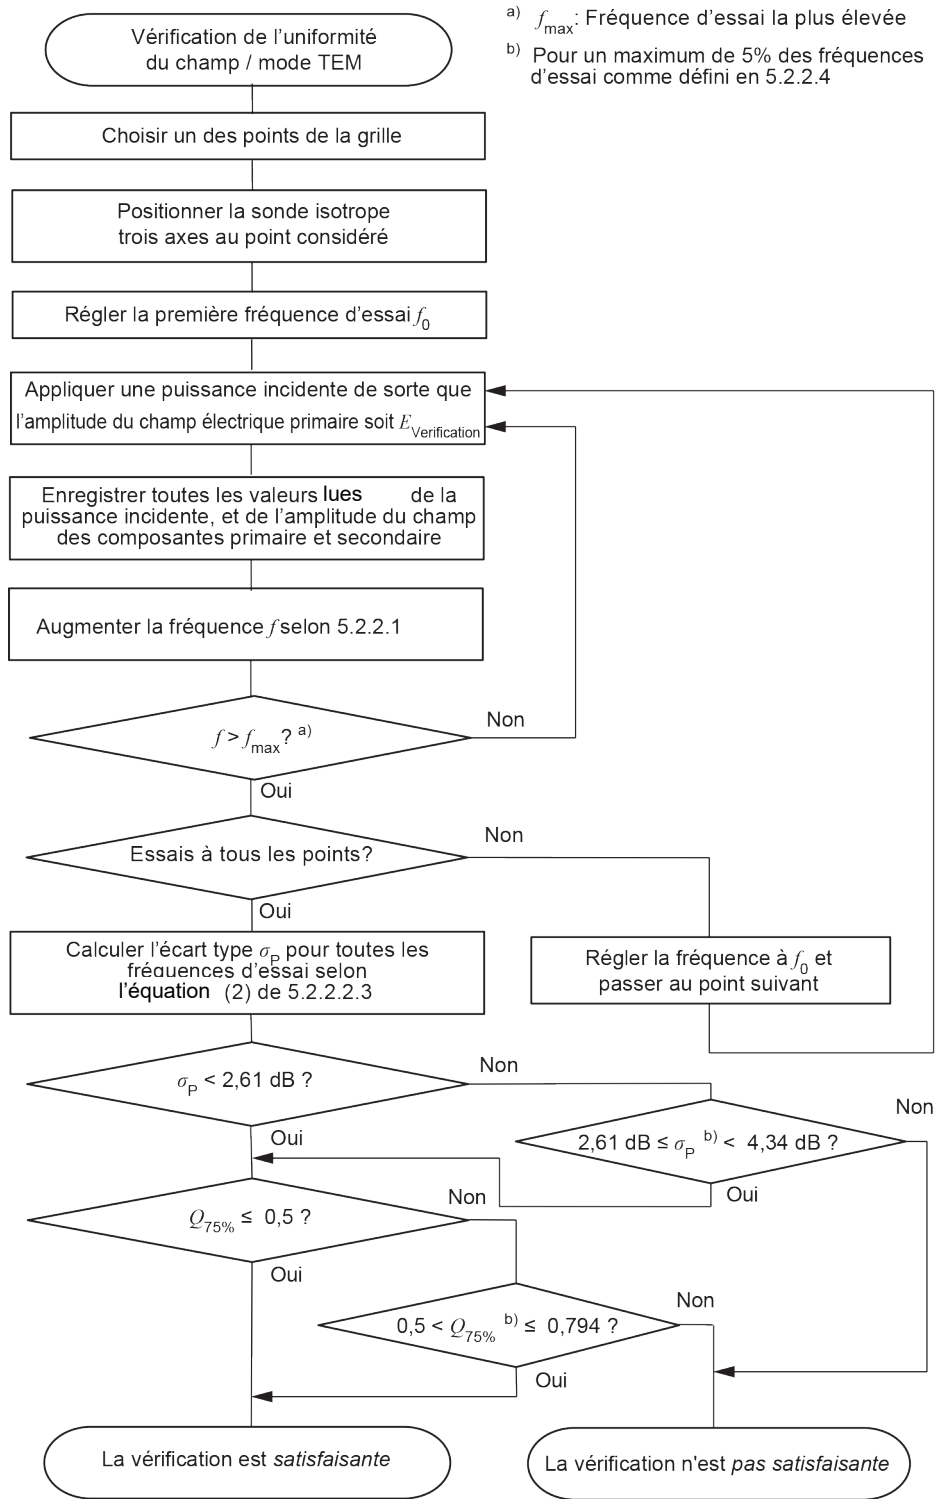 Vérification de l'uniformité
du champ / mode TEM
a) fmax: Fréquence d'essai la plus élevée
b) Pour un maximum de 5% des fréquences
d'essai comme défini en 5.2.2.4
Choisir un des points de la grille
Positionner la sonde isotrope
trois axes au point considéré
Régler la première fréquence d'essai f0
Appliquer une puissance incidente de sorte que
l'amplitude du champ électrique primaire soit EVerification
Enregistrer toutes les valeurs lues de la
puissance incidente, et de l'amplitude du champ
des composantes primaire et secondaire
Augmenter la fréquence f selon 5.2.2.1
f > fmax? a)
Non
Oui
Essais à tous les points?
Non
Oui
Calculer l'écart type σP pour toutes les
fréquences d'essai selon
l'équation (2) de 5.2.2.2.3
Régler la fréquence à f0 et
passer au point suivant
σP < 2,61 dB ?
Non
Oui
2,61 dB ≤ σP b) < 4,34 dB ?
Non
Oui
Q75% ≤ 0,5 ?
Non
Oui
0,5 < Q75% b) ≤ 0,794 ?
Non
Oui
La vérification est satisfaisante
La vérification n'est pas satisfaisante